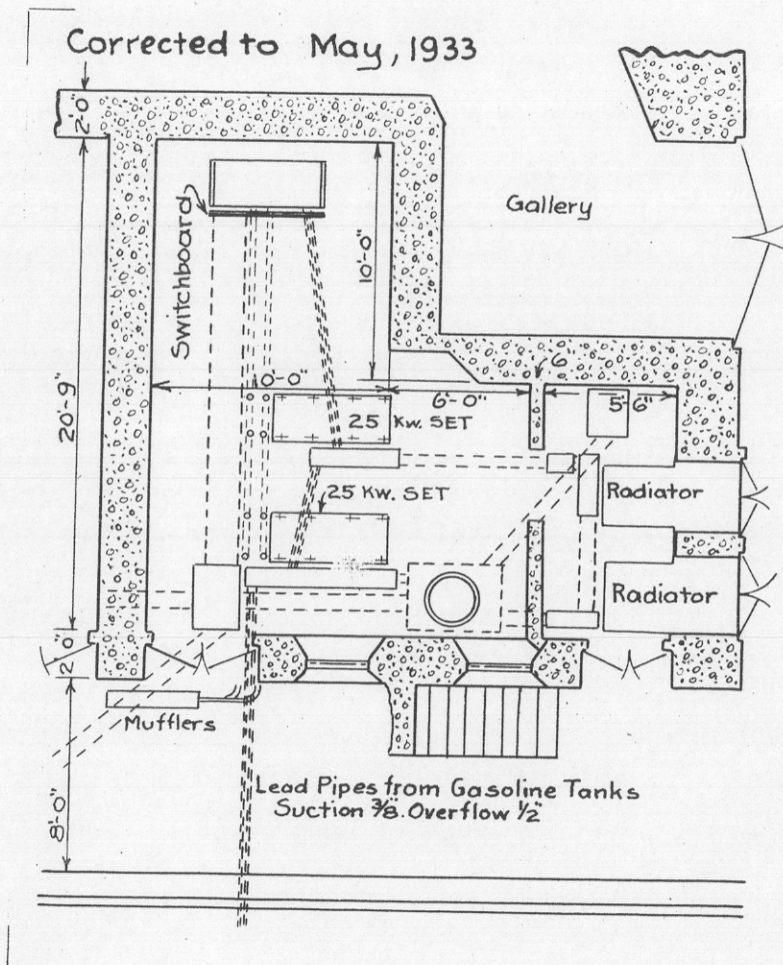 Corrected to May, 1933
2'-0"
Gallery
Switchboard
10'-0"
20'-9"
0'-0"
6
6'-0"
5'-6"
25 Kw. SET
25 KW. SET
Radiator
Radiator
2'-0"
Mufflers
8'-0"
Lead Pipes from Gasoline Tanks
Suction ⅜". Overflow ½"